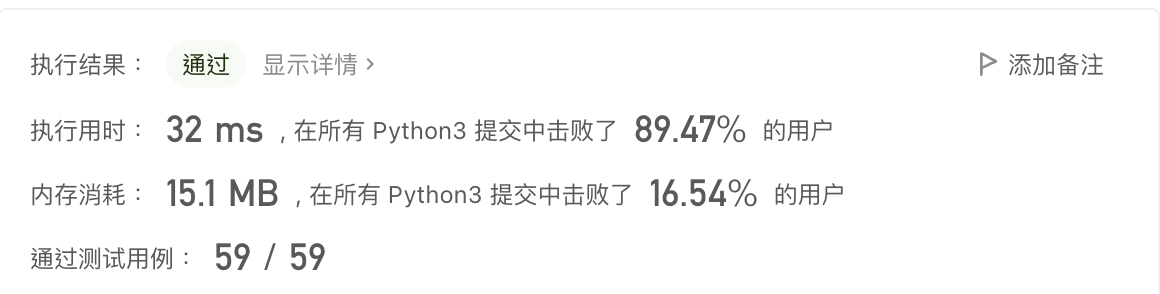 执行结果： 通过 显示详情 › 添加备注
执行用时： 32 ms , 在所有 Python3 提交中击败了 89.47% 的用户
内存消耗： 15.1 MB , 在所有 Python3 提交中击败了 16.54% 的用户
通过测试用例： 59 / 59